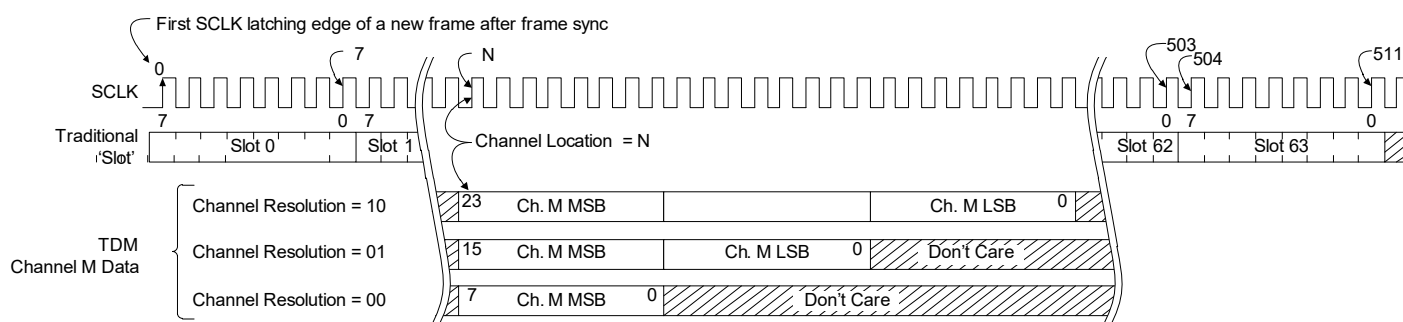 First SCLK latching edge of a new frame after frame sync
0 7 N 503 504 511
SCLK
7 0 7 0 7 0
Channel Location = N
Traditional 'Slot' Slot 0 Slot 1 Slot 62 Slot 63
TDM Channel M Data
Channel Resolution = 10 23 Ch. M MSB Ch. M LSB 0
Channel Resolution = 01 15 Ch. M MSB Ch. M LSB 0 Don't Care
Channel Resolution = 00 7 Ch. M MSB 0 Don't Care